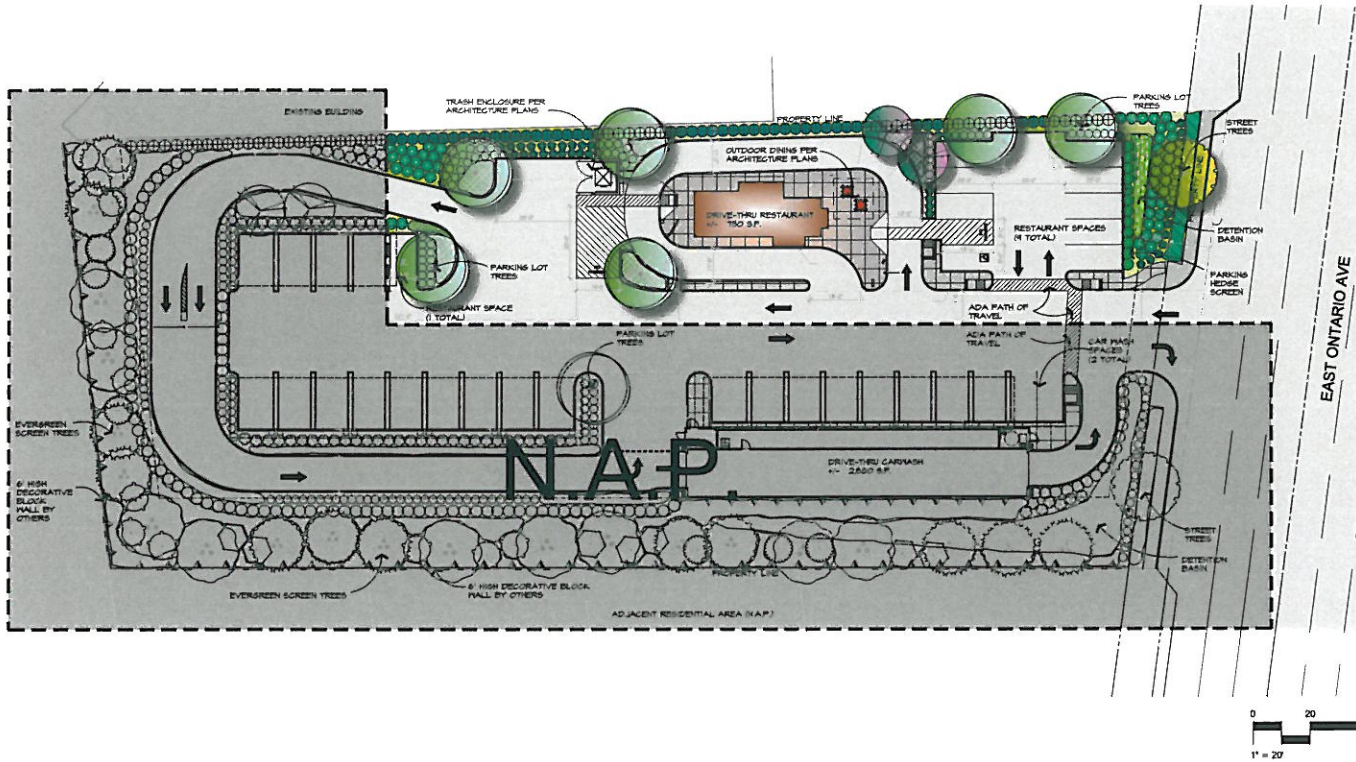 EXISTING BUILDING
TRASH ENCLOSURE PER
ARCHITECTURE PLANS
PROPERTY LINE
PARKING LOT
TREES
STREET
TREES
OUTDOOR DINING PER
ARCHITECTURE PLANS
DRIVE-THRU RESTAURANT
+/- 750 S.F.
RESTAURANT SPACES
(9 TOTAL)
DETENTION
BASIN
PARKING
HEDGE
SCREEN
PARKING LOT
TREES
RESTAURANT SPACE
(1 TOTAL)
ADA PATH OF
TRAVEL
ADA PATH OF
TRAVEL
PARKING LOT
TREES
CAR WASH
SPACES
(2 TOTAL)
EAST ONTARIO AVE
EVERGREEN
SCREEN TREES
N.A.P
DRIVE-THRU CARWASH
6' HIGH
DECORATIVE
BLOCK
WALL BY
OTHERS
STREET
TREES
DETENTION
BASIN
PROPERTY LINE
EVERGREEN SCREEN TREES
6' HIGH DECORATIVE BLOCK
WALL BY OTHERS
ADJACENT RESIDENTIAL AREA (N.A.P.)
0 20
1" = 20'